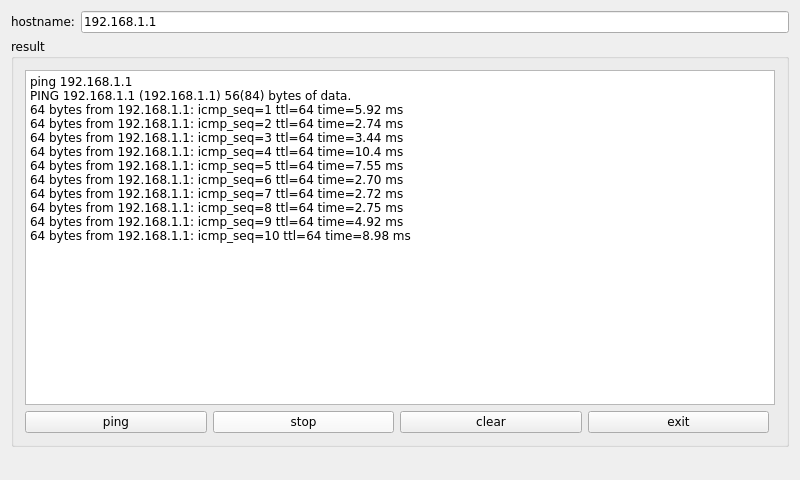 hostname: 192.168.1.1
result
ping 192.168.1.1
PING 192.168.1.1 (192.168.1.1) 56(84) bytes of data.
64 bytes from 192.168.1.1: icmp_seq=1 ttl=64 time=5.92 ms
64 bytes from 192.168.1.1: icmp_seq=2 ttl=64 time=2.74 ms
64 bytes from 192.168.1.1: icmp_seq=3 ttl=64 time=3.44 ms
64 bytes from 192.168.1.1: icmp_seq=4 ttl=64 time=10.4 ms
64 bytes from 192.168.1.1: icmp_seq=5 ttl=64 time=7.55 ms
64 bytes from 192.168.1.1: icmp_seq=6 ttl=64 time=2.70 ms
64 bytes from 192.168.1.1: icmp_seq=7 ttl=64 time=2.72 ms
64 bytes from 192.168.1.1: icmp_seq=8 ttl=64 time=2.75 ms
64 bytes from 192.168.1.1: icmp_seq=9 ttl=64 time=4.92 ms
64 bytes from 192.168.1.1: icmp_seq=10 ttl=64 time=8.98 ms
ping stop clear exit